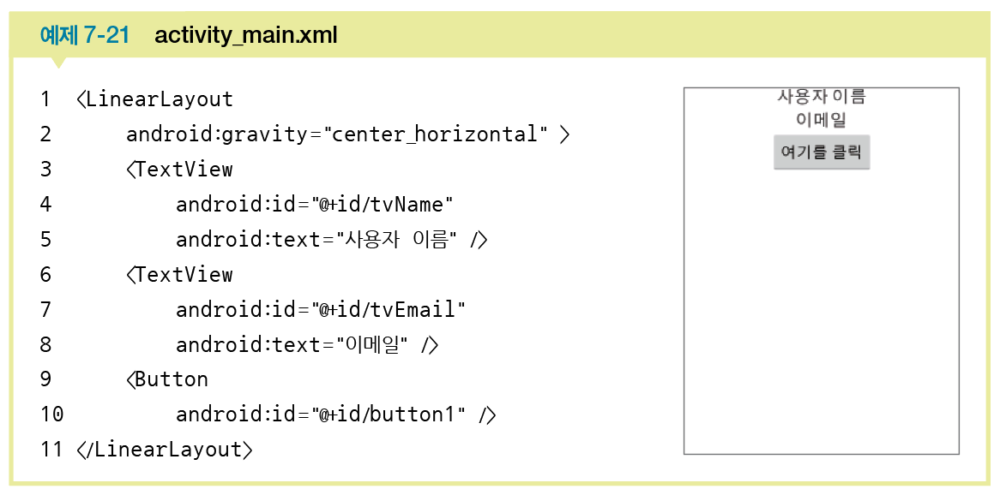 예제 7-21 activity_main.xml
1 <LinearLayout
2 android:gravity="center_horizontal" >
3 <TextView
4 android:id="@+id/tvName"
5 android:text="사용자 이름" />
6 <TextView
7 android:id="@+id/tvEmail"
8 android:text="이메일" />
9 <Button
10 android:id="@+id/button1" />
11 </LinearLayout>
사용자 이름
이메일
여기를 클릭